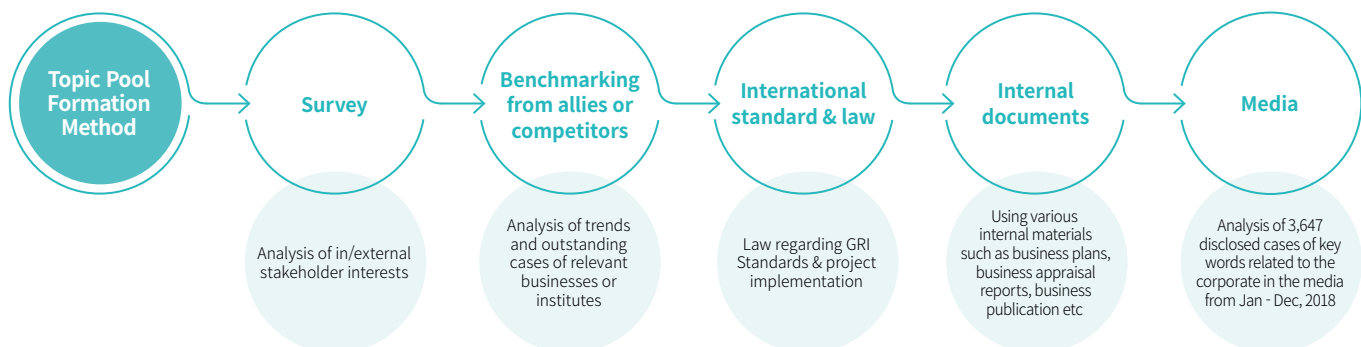 Topic Pool
Formation
Method
Survey
Analysis of in/external
stakeholder interests
Benchmarking
from allies or
competitors
Analysis of trends
and outstanding
cases of relevant
businesses or
institutes
International
standard & law
Law regarding GRI
Standards & project
implementation
Internal
documents
Using various
internal materials
such as business plans,
business appraisal
reports, business
publication etc
Media
Analysis of 3,647
disclosed cases of key
words related to the
corporate in the media
from Jan - Dec, 2018